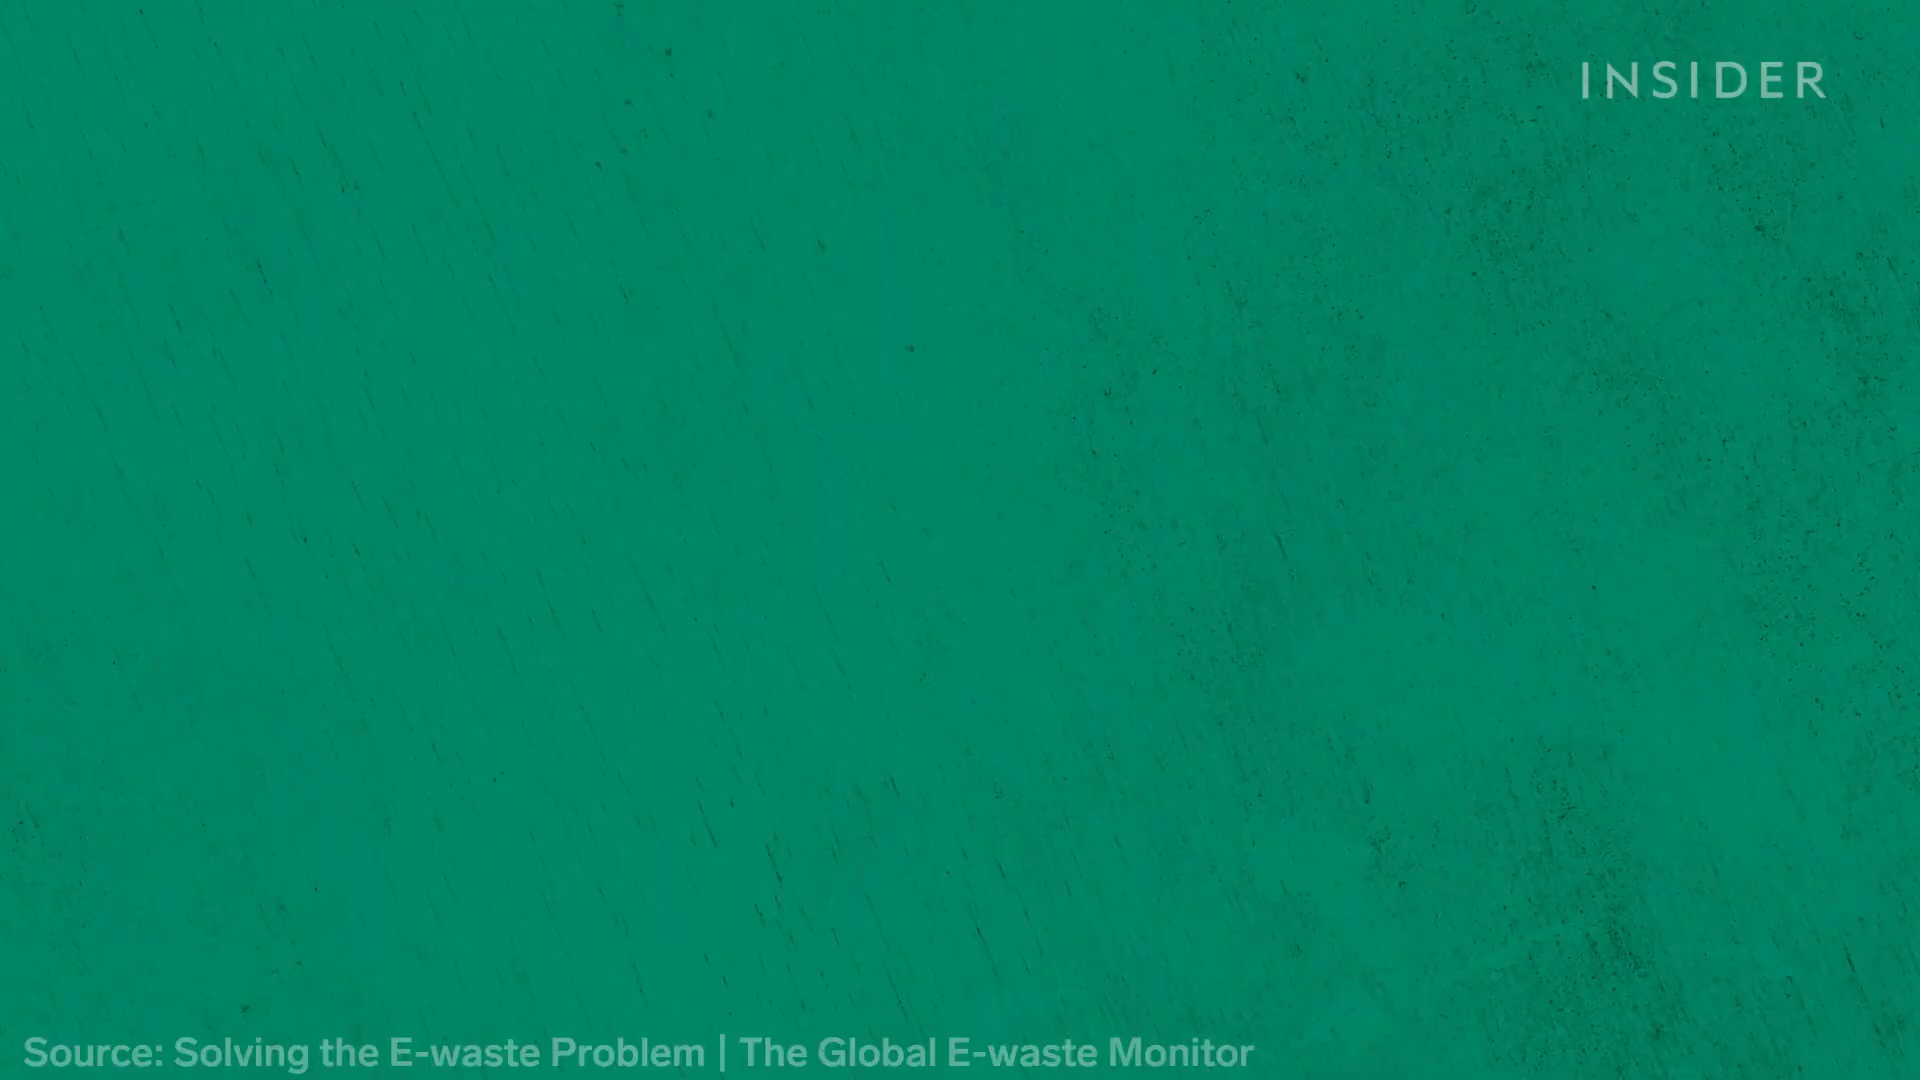 INSIDER
Source: Solving the E-waste Problem | The Global E-waste Monitor